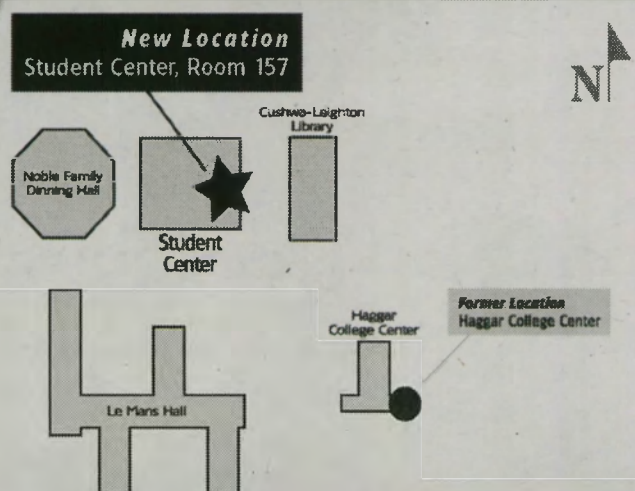 New Location
Student Center, Room 157
N
Cushwa-Leighton
Library
Noble Family
Dinning Hall
Student
Center
Former Location
Haggar College Center
Haggar
College Center
Le Mans Hall